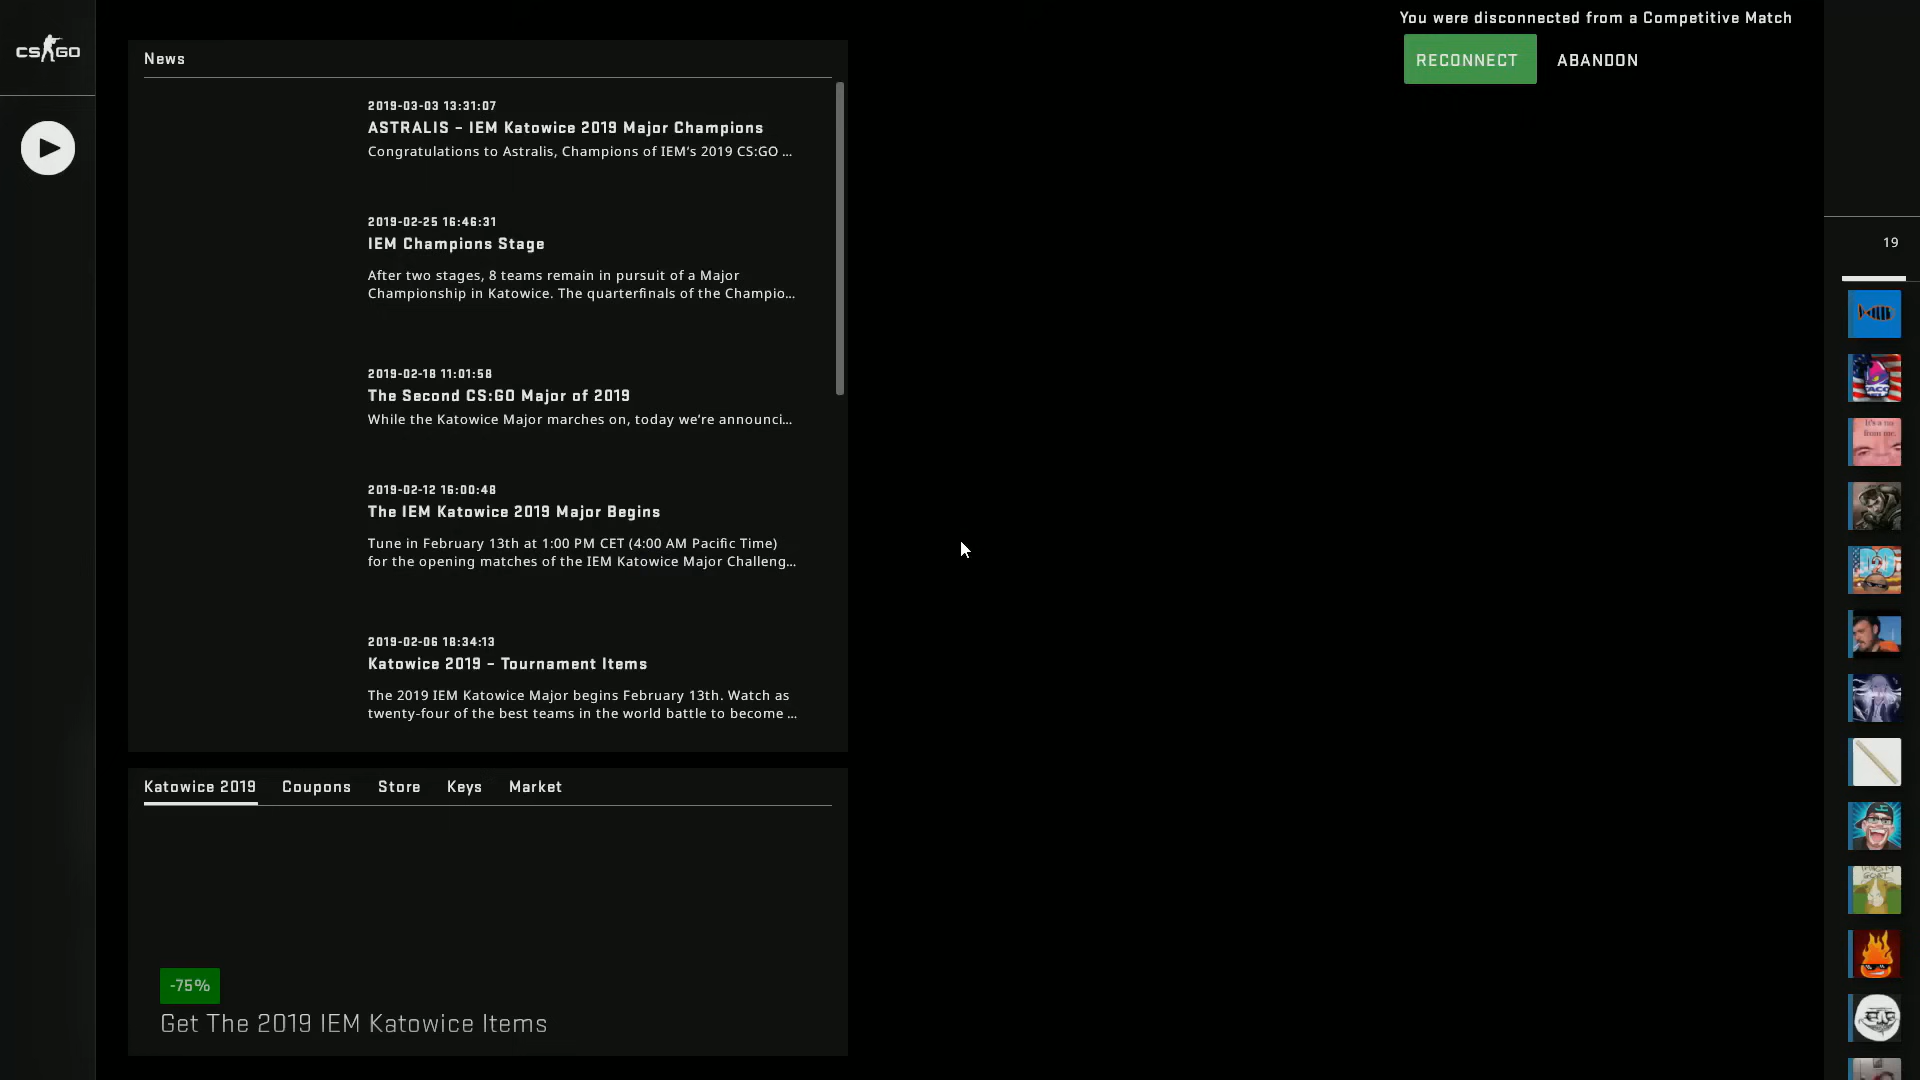 CS GO
You were disconnected from a Competitive Match
RECONNECT
ABANDON
News
2019-03-03 13:31:07
ASTRALIS – IEM Katowice 2019 Major Champions
Congratulations to Astralis, Champions of IEM’s 2019 CS:GO ...
2019-02-25 16:46:31
IEM Champions Stage
After two stages, 8 teams remain in pursuit of a Major
Championship in Katowice. The quarterfinals of the Champio...
2019-02-18 11:01:58
The Second CS:GO Major of 2019
While the Katowice Major marches on, today we’re announci...
2019-02-12 16:00:48
The IEM Katowice 2019 Major Begins
Tune in February 13th at 1:00 PM CET (4:00 AM Pacific Time)
for the opening matches of the IEM Katowice Major Challeng...
2019-02-06 18:34:13
Katowice 2019 – Tournament Items
The 2019 IEM Katowice Major begins February 13th. Watch as
twenty-four of the best teams in the world battle to become ...
Katowice 2019
Coupons
Store
Keys
Market
-75%
Get The 2019 IEM Katowice Items
19
It's a no
from me.